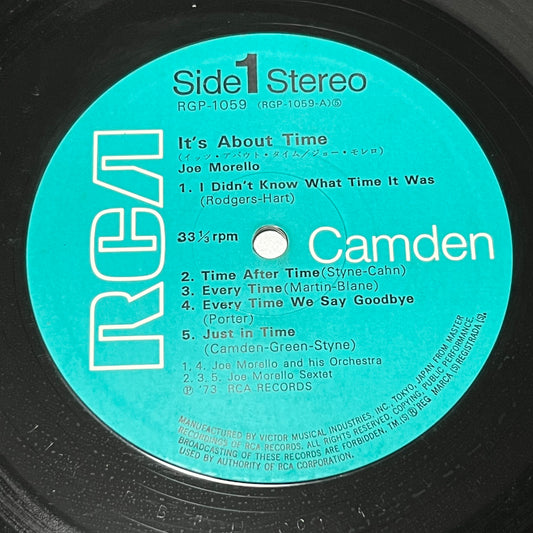 Side 1 Stereo
RGP-1059 (RGP-1059-A)⑤
It's About Time
(イッツ・アバウト・タイム/ジョー・モレロ)
Joe Morello
1. I Didn't Know What Time It Was
(Rodgers-Hart)
33 1/3 rpm
RCA
Camden
2. Time After Time (Styne-Cahn)
3. Every Time (Martin-Blane)
4. Every Time We Say Goodbye
(Porter)
5. Just in Time
(Camden-Green-Styne)
1. 4. Joe Morello and his Orchestra
2. 3. 5. Joe Morello Sextet
Ⓟ '73. RCA RECORDS
MANUFACTURED BY VICTOR MUSICAL INDUSTRIES, INC. TOKYO, JAPAN FROM MASTER
RECORDINGS OF RCA RECORDS. ALL RIGHTS RESERVED. COPYING, PUBLIC PERFORMANCE,
BROADCASTING OF THESE RECORDS ARE FORBIDDEN. TM.(S) ® REG MARCA (S) REGISTRADA (S).
USED BY AUTHORITY OF RCA CORPORATION.